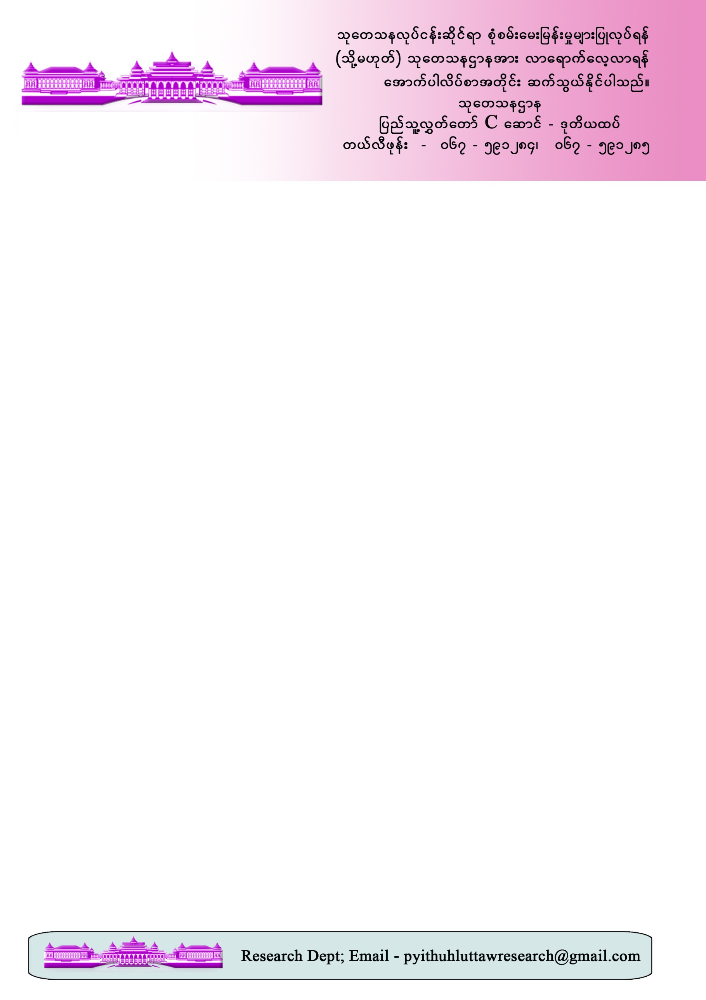 သုတေသနလုပ်ငန်းဆိုင်ရာ စုံစမ်းမေးမြန်းမှုများပြုလုပ်ရန်
(သို့မဟုတ်) သုတေသနဌာနအား လာရောက်လေ့လာရန်
အောက်ပါလိပ်စာအတိုင်း ဆက်သွယ်နိုင်ပါသည်။
သုတေသနဌာန
ပြည်သူ့လွှတ်တော် C ဆောင် - ဒုတိယထပ်
တယ်လီဖုန်း - ၀၆၇ - ၅၉၁၂၈၄၊ ၀၆၇ - ၅၉၁၂၈၅
Research Dept; Email - pyithuhluttawresearch@gmail.com